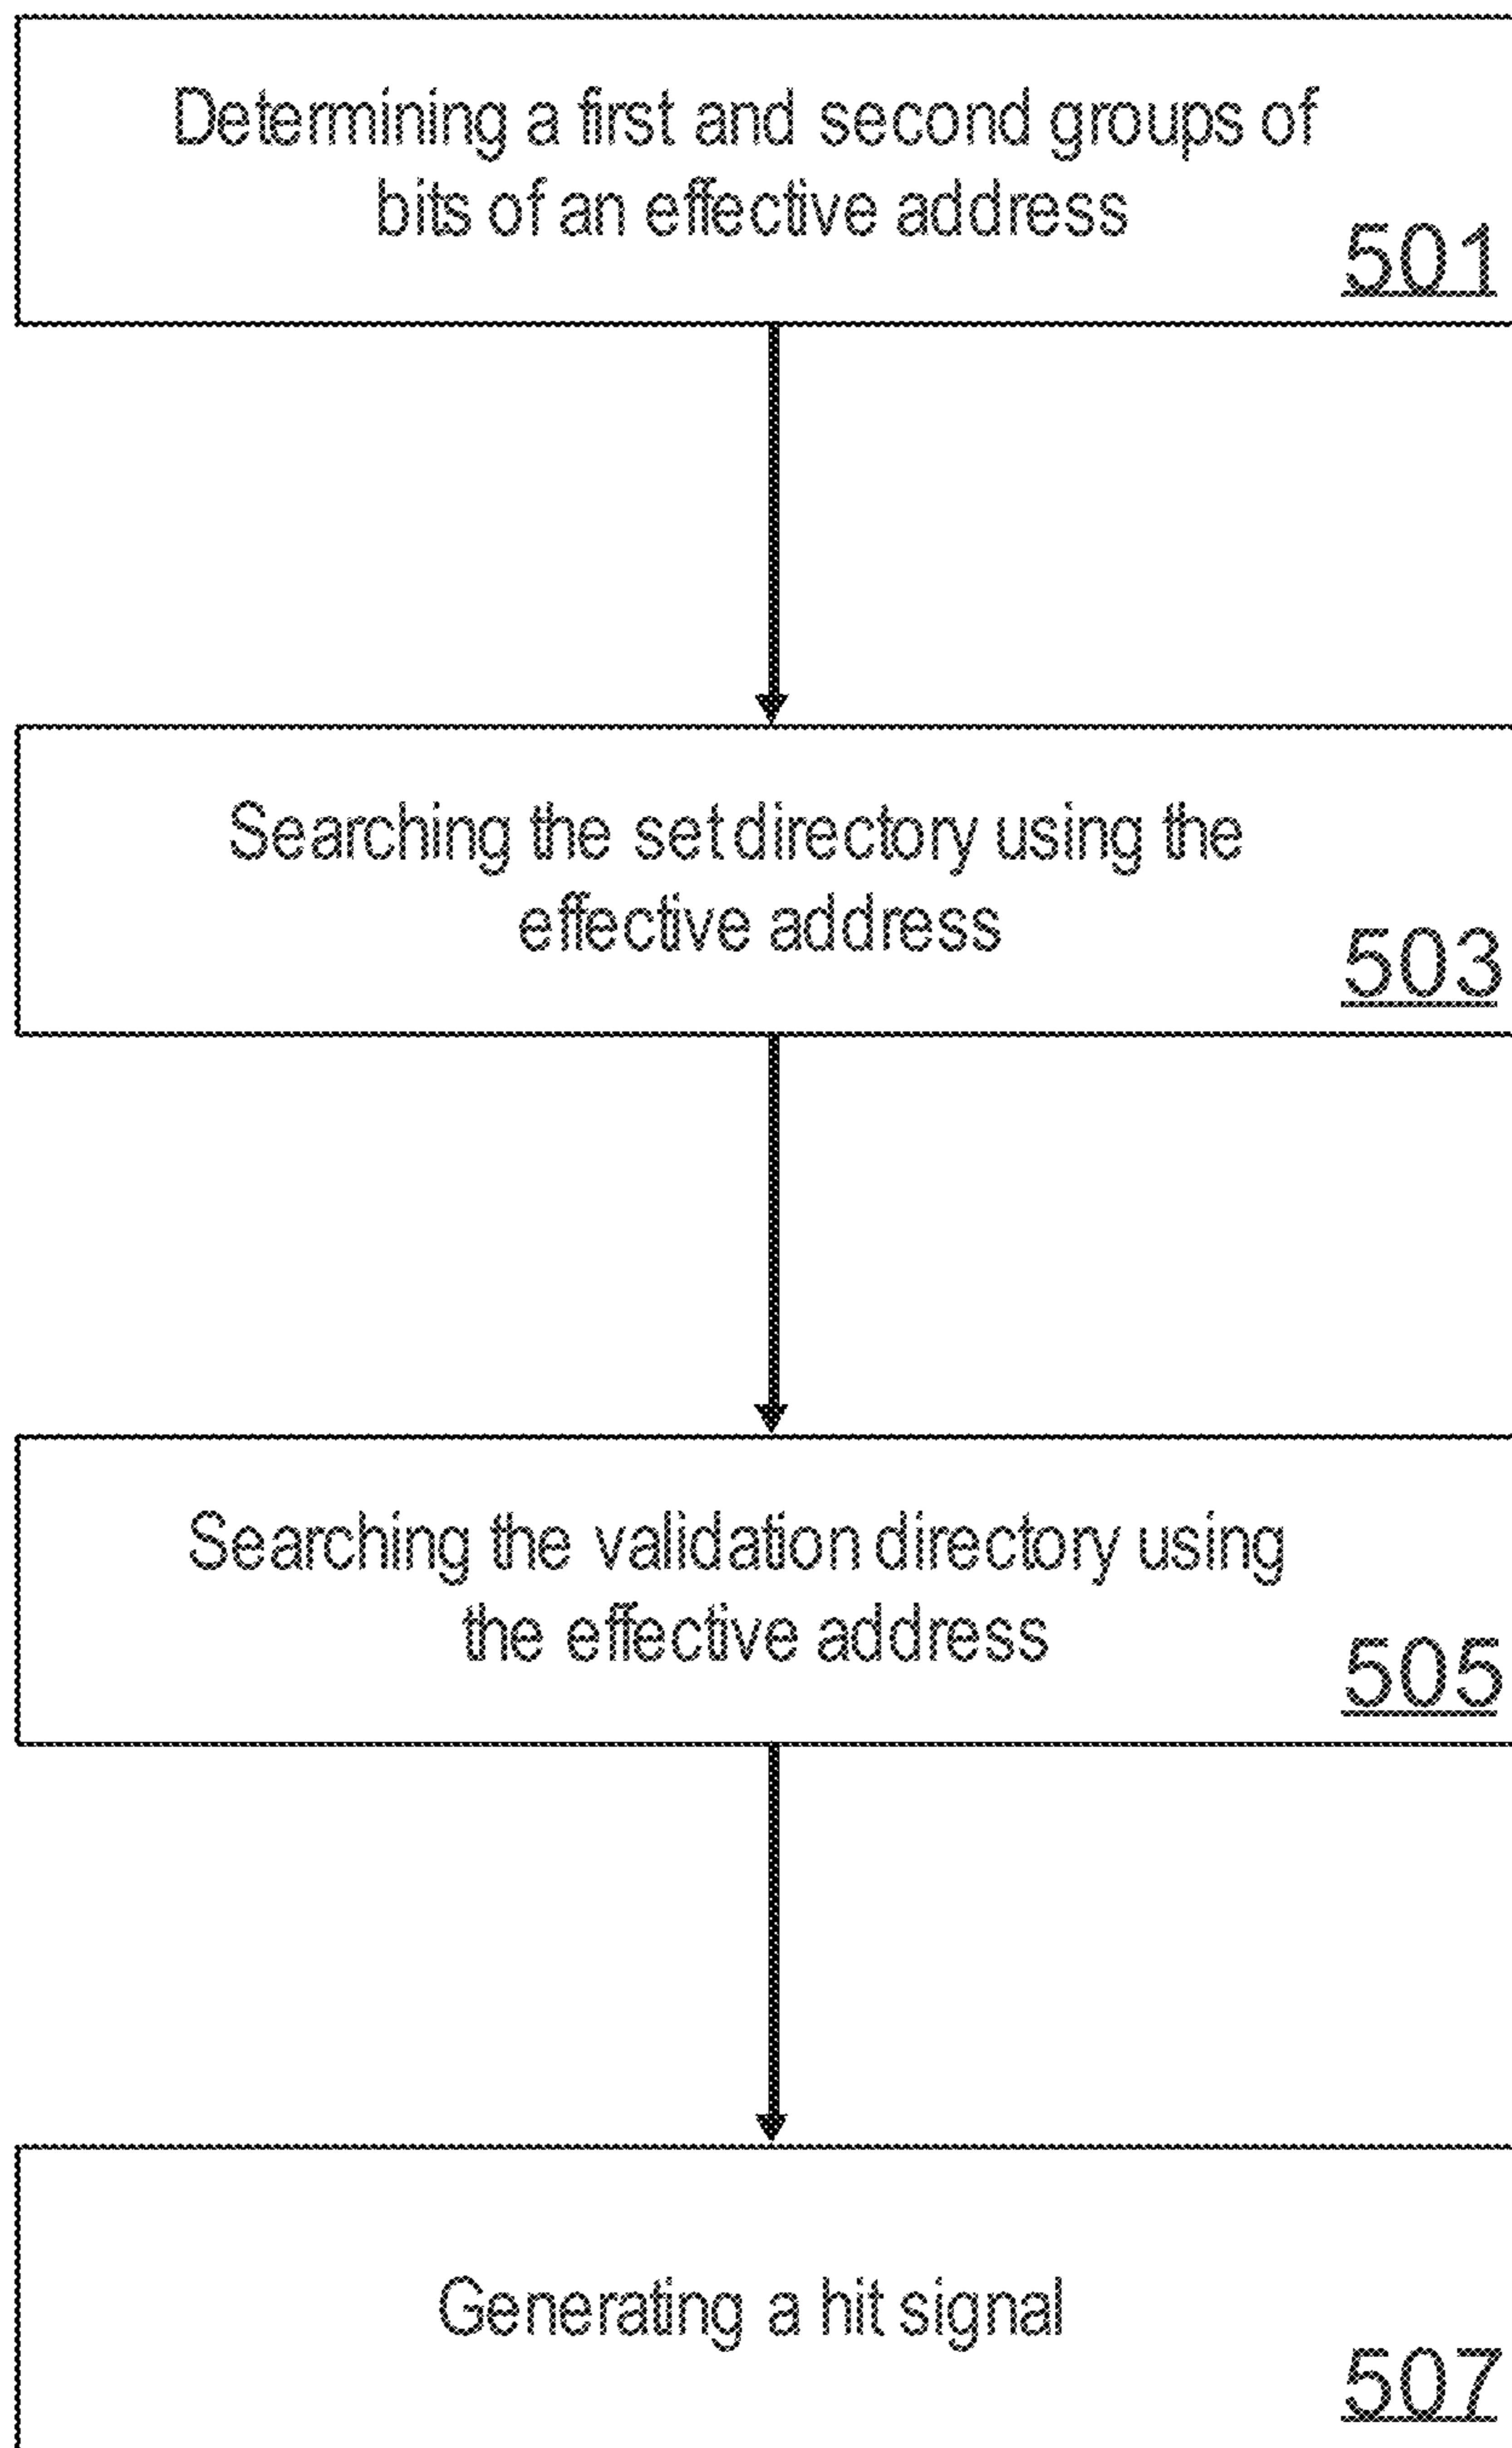 Determining a first and second groups of
bits of an effective address
501
Searching the set directory using the
effective address
503
Searching the validation directory using
the effective address
505
Generating a hit signal
507